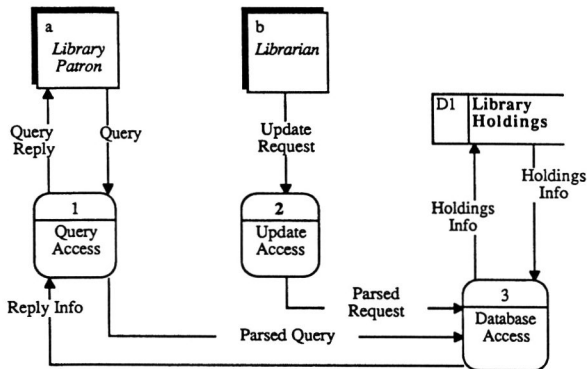 a
Library
Patron
b
Librarian
Query
Reply
Query
Update
Request
D1
Library
Holdings
Holdings
Info
Holdings
Info
1
Query
Access
2
Update
Access
3
Database
Access
Reply Info
Parsed Query
Parsed
Request